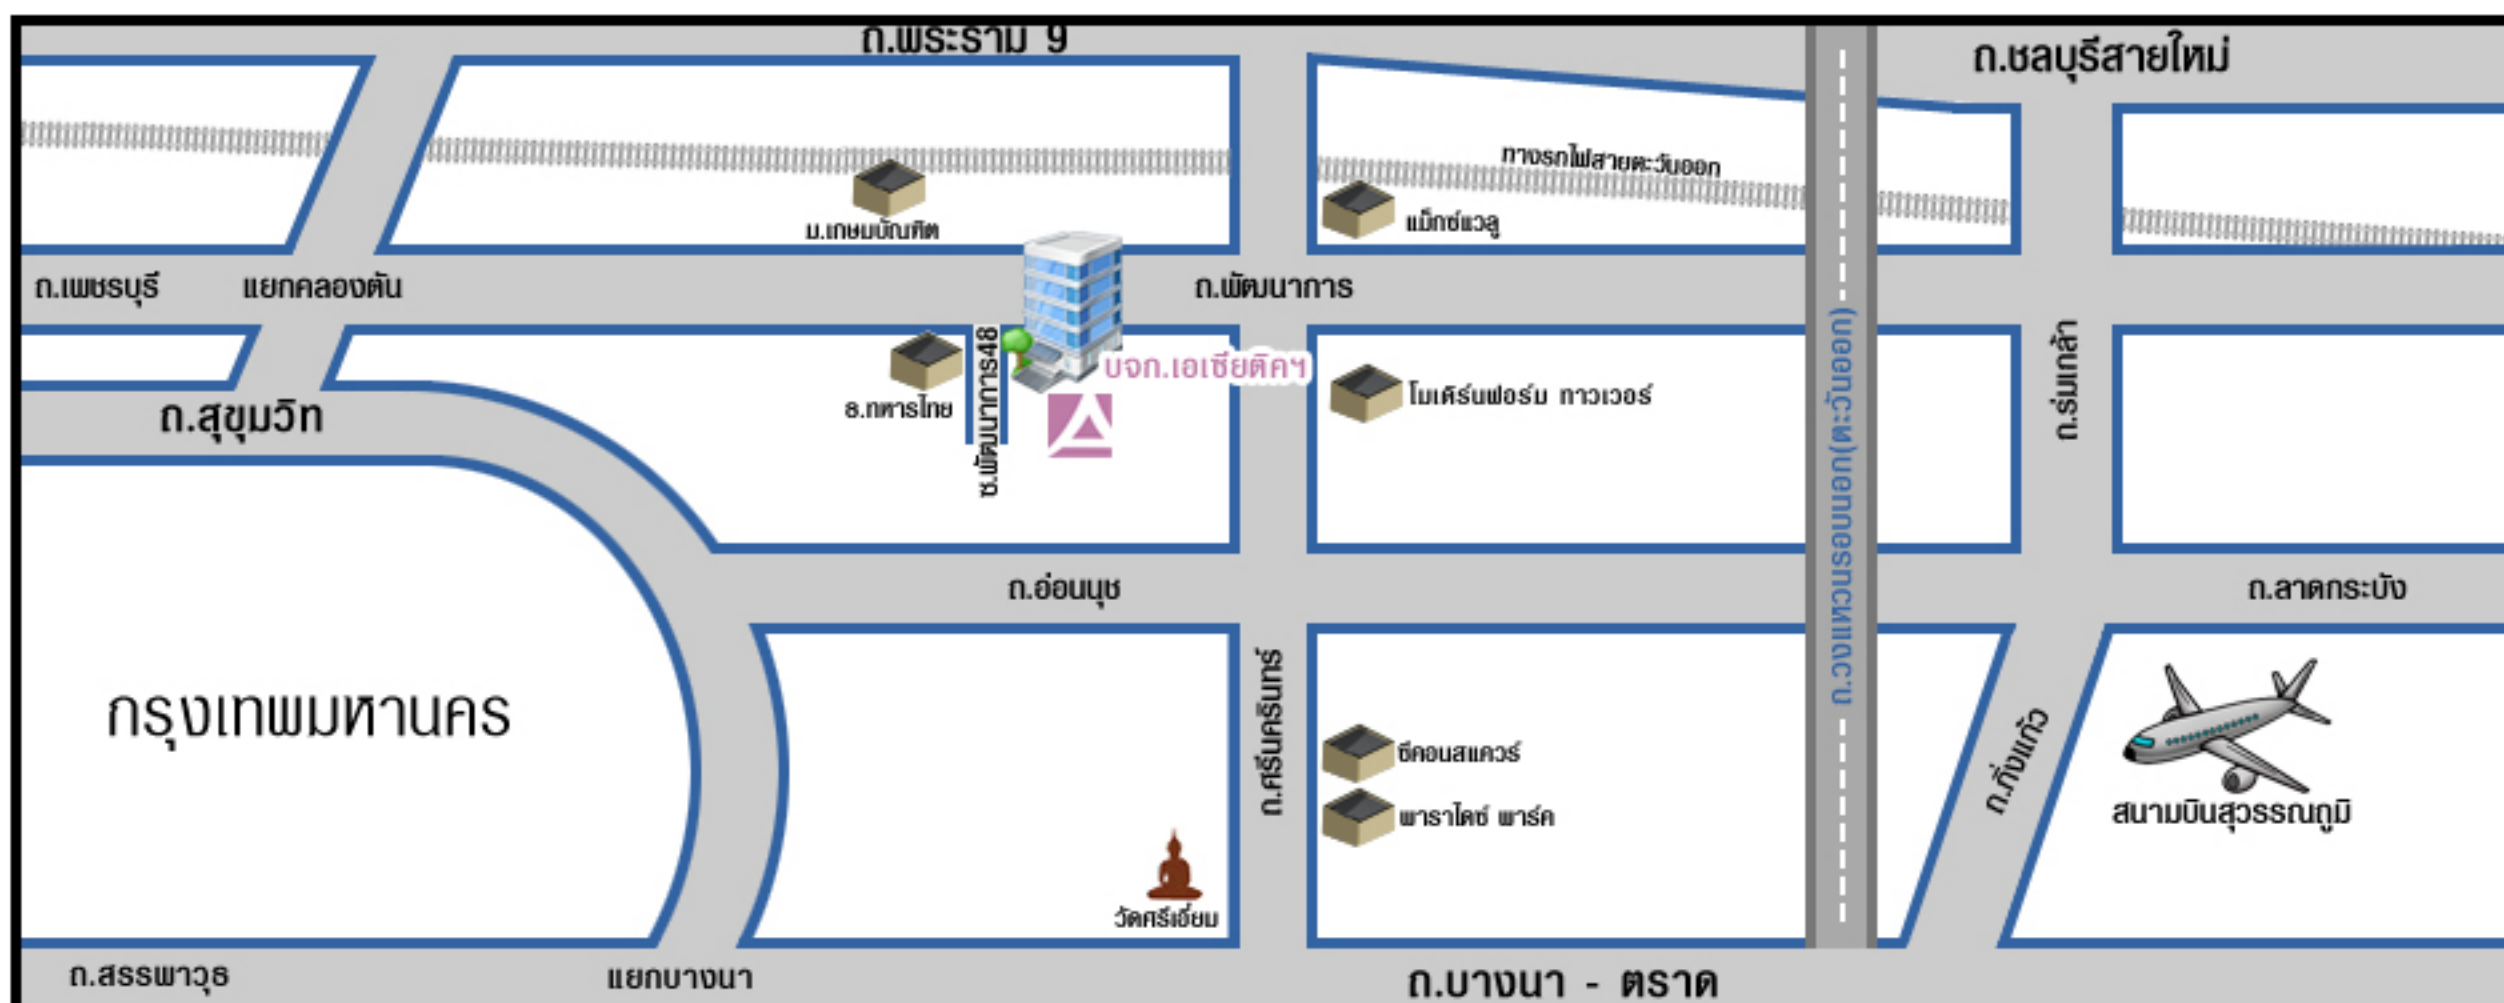 ถ.พระราม 9
ถ.ชลบุรีสายใหม่
ทางรถไฟสายตะวันออก
ม.เกษมบัณฑิต
แม็กซ์แวลู
ถ.เพชรบุรี
แยกคลองตัน
ถ.พัฒนาการ
ซ.พัฒนาการ48
บจก.เอเซียติคฯ
ธ.ทหารไทย
โมเดิร์นฟอร์ม ทาวเวอร์
ถ.วงแหวนรอบนอก(ตะวันออก)
ถ.ร่มเกล้า
ถ.สุขุมวิท
ถ.อ่อนนุช
ถ.ลาดกระบัง
กรุงเทพมหานคร
ถ.ศรีนครินทร์
ซีคอนสแควร์
พาราไดซ์ พาร์ค
ถ.กิ่งแก้ว
สนามบินสุวรรณภูมิ
วัดศรีเอี่ยม
ถ.สรรพาวุธ
แยกบางนา
ถ.บางนา - ตราด